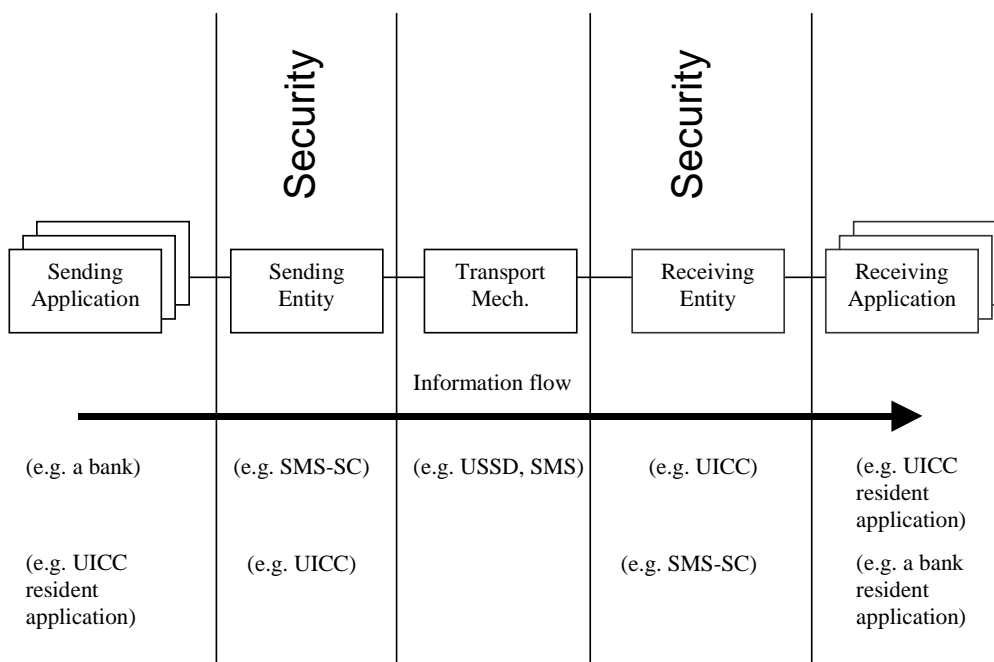 Security
Security
Sending
Application
Sending
Entity
Transport
Mech.
Receiving
Entity
Receiving
Application
Information flow
(e.g. a bank)
(e.g. SMS-SC)
(e.g. USSD, SMS)
(e.g. UICC)
(e.g. UICC
resident
application)
(e.g. UICC
resident
application)
(e.g. UICC)
(e.g. SMS-SC)
(e.g. a bank
resident
application)